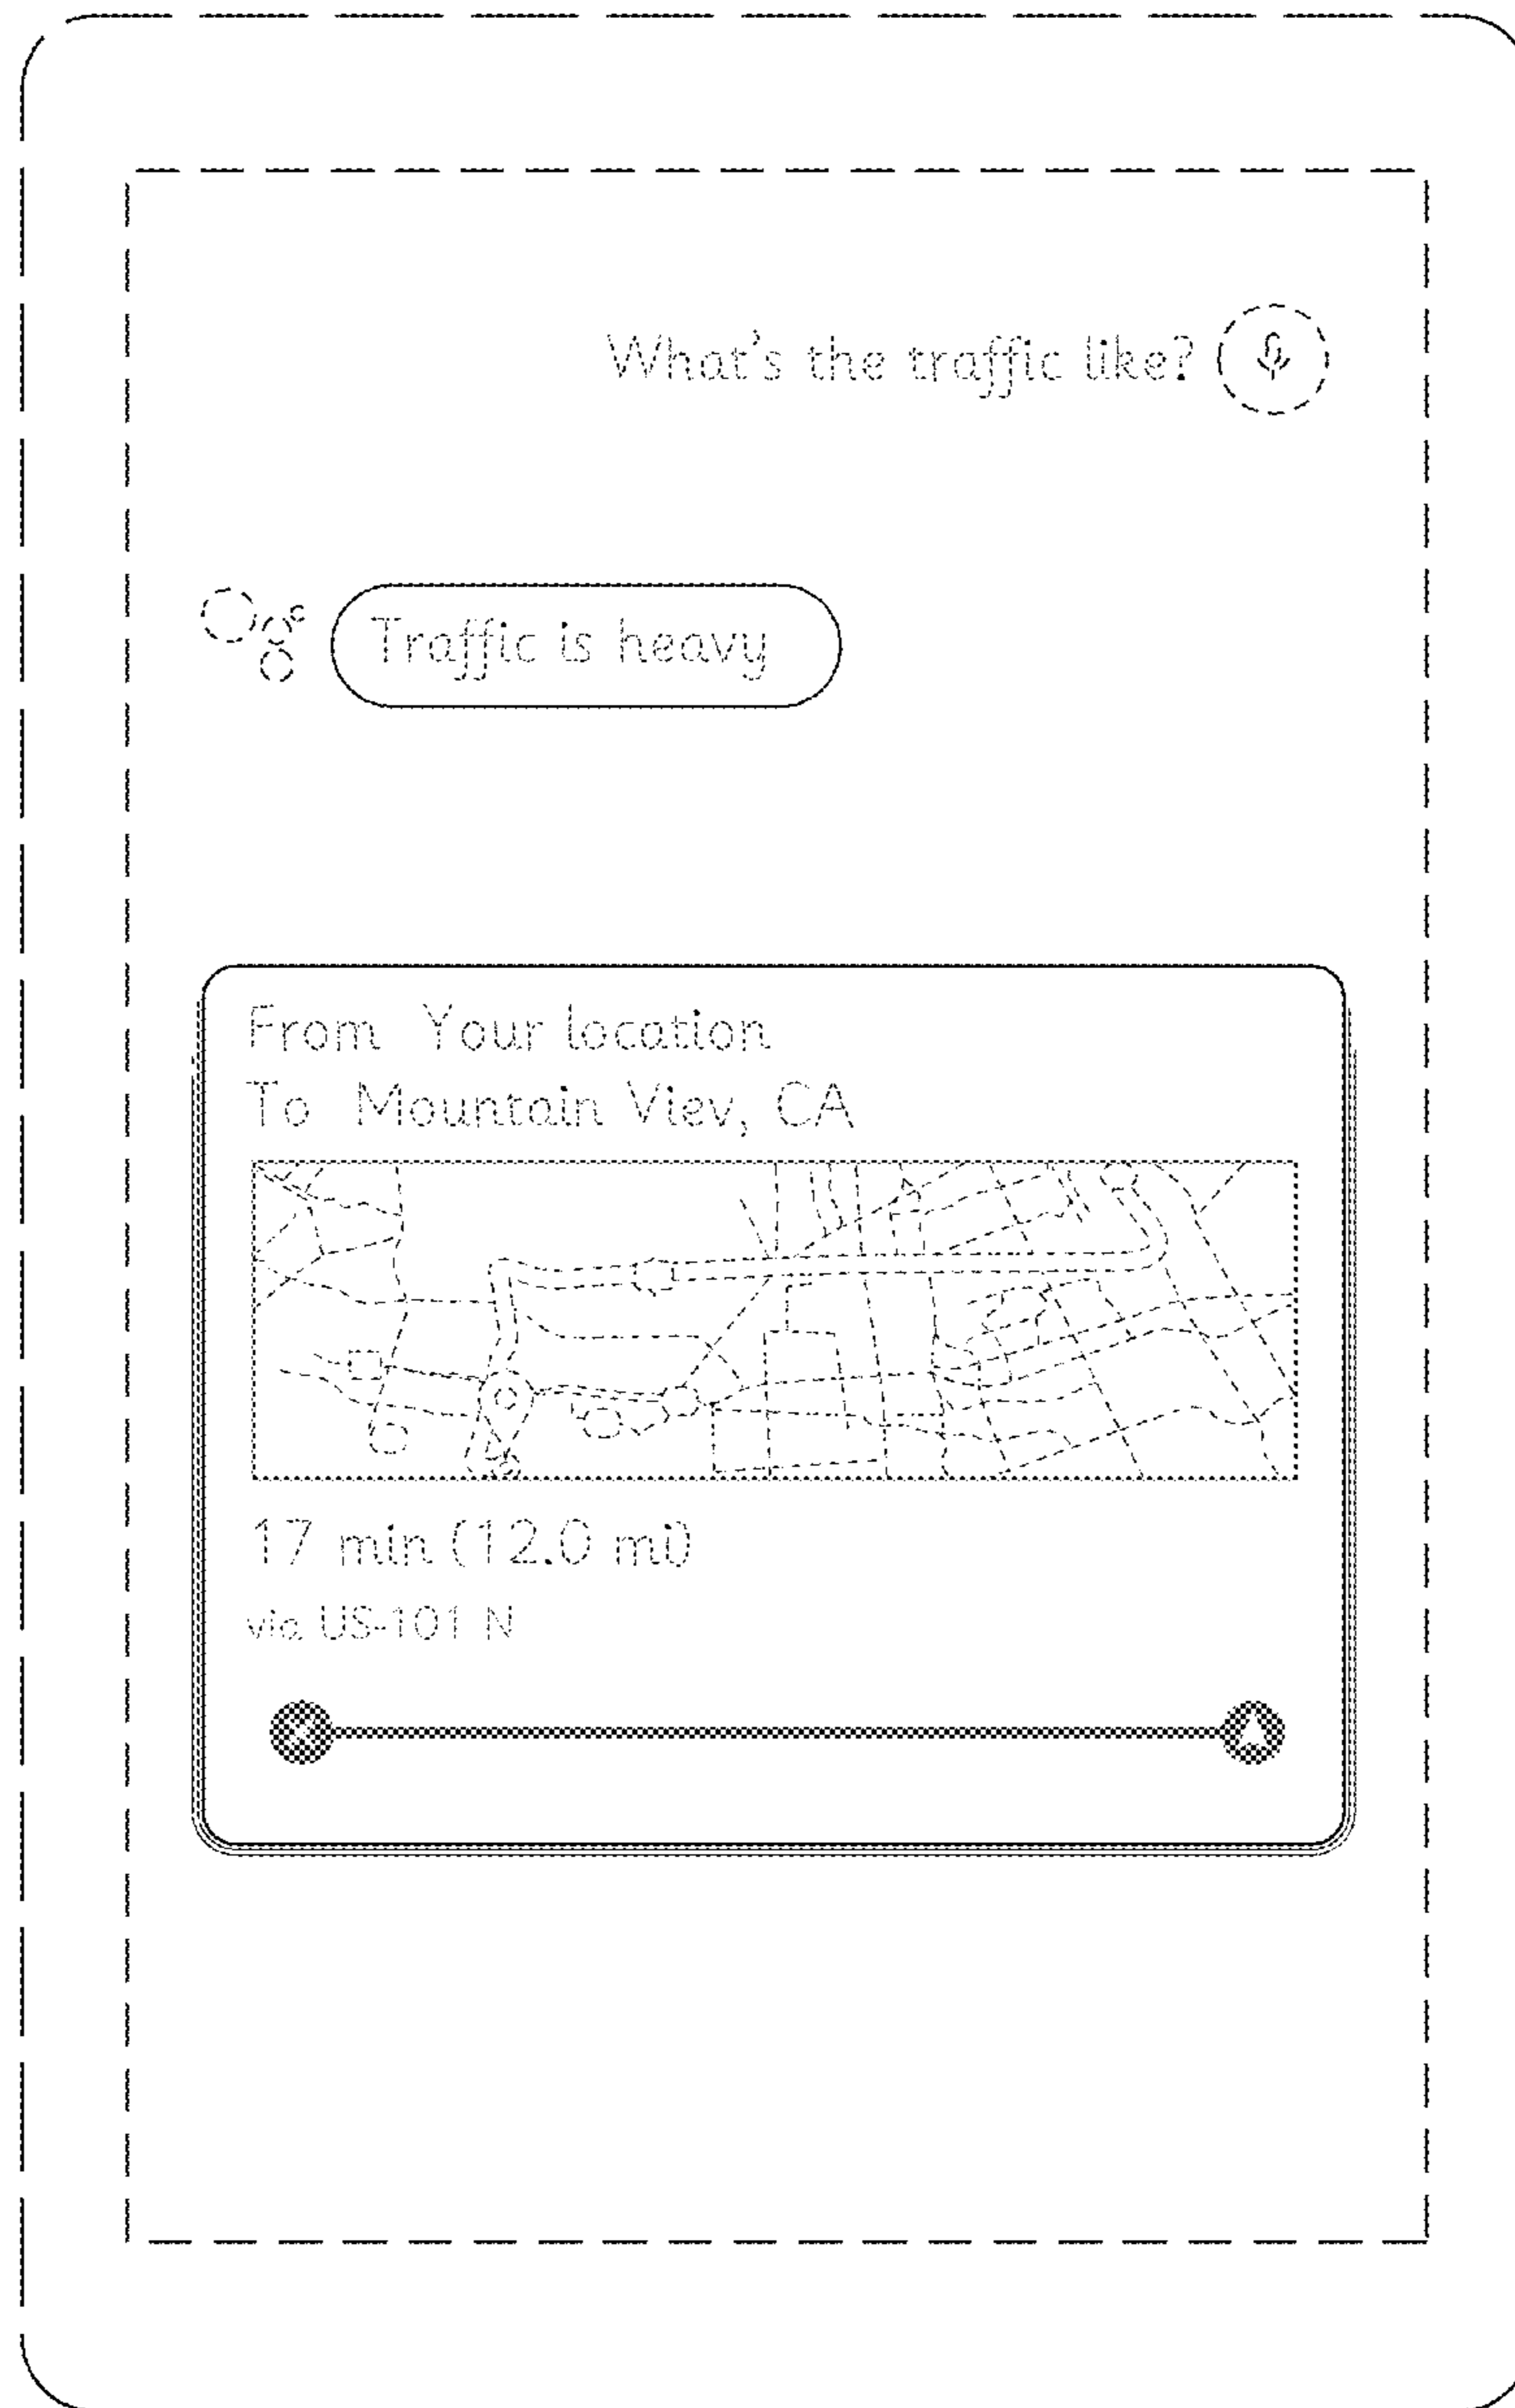 What's the traffic like?
Traffic is heavy
From Your location
To Mountain Viev, CA
17 min (12.0 mi)
via US-101 N